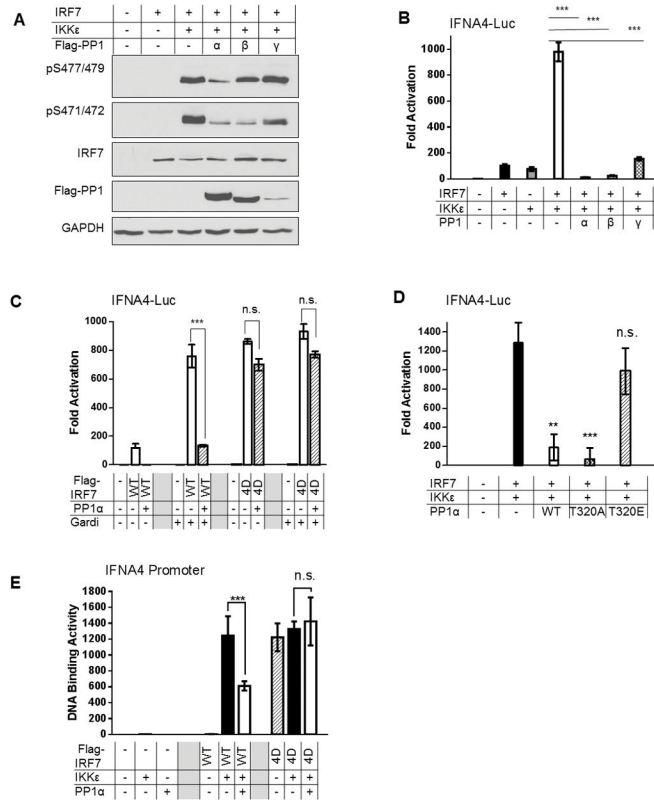 A
IRF7 - + + + + +
IKKε - - + + + +
Flag-PP1 - - - α β γ
pS477/479
pS471/472
IRF7
Flag-PP1
GAPDH
B IFNA4-Luc
***
***
***
Fold Activation
1000
800
600
400
200
0
IRF7 - + - + + + +
IKKε - - + + + + +
PP1 - - - - α β γ
C IFNA4-Luc
*** n.s. n.s.
Fold Activation
1000
800
600
400
200
0
Flag-IRF7 - WT WT - WT WT - 4D 4D - 4D 4D
PP1α - - + - - + - - + - - +
Gardi - - - + + + - - - + + +
D IFNA4-Luc
Fold Activation
1400
1200
1000
800
600
400
200
0
** *** n.s.
IRF7 - + + + +
IKKε - + + + +
PP1α - - WT T320A T320E
E IFNA4 Promoter
*** n.s.
DNA Binding Activity
1800
1600
1400
1200
1000
800
600
400
200
0
Flag-IRF7 - - - WT WT WT 4D 4D 4D
IKKε - + - - + + - + +
PP1α - - + - - + - - +